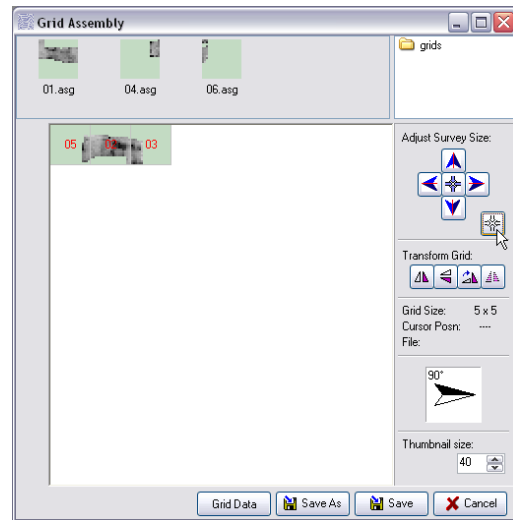 Grid Assembly
grids
01.asg 04.asg 06.asg
05 03
Adjust Survey Size:
Transform Grid:
Grid Size: 5 x 5
Cursor Posn: ----
File:
90°
Thumbnail size:
40
Grid Data Save As Save Cancel